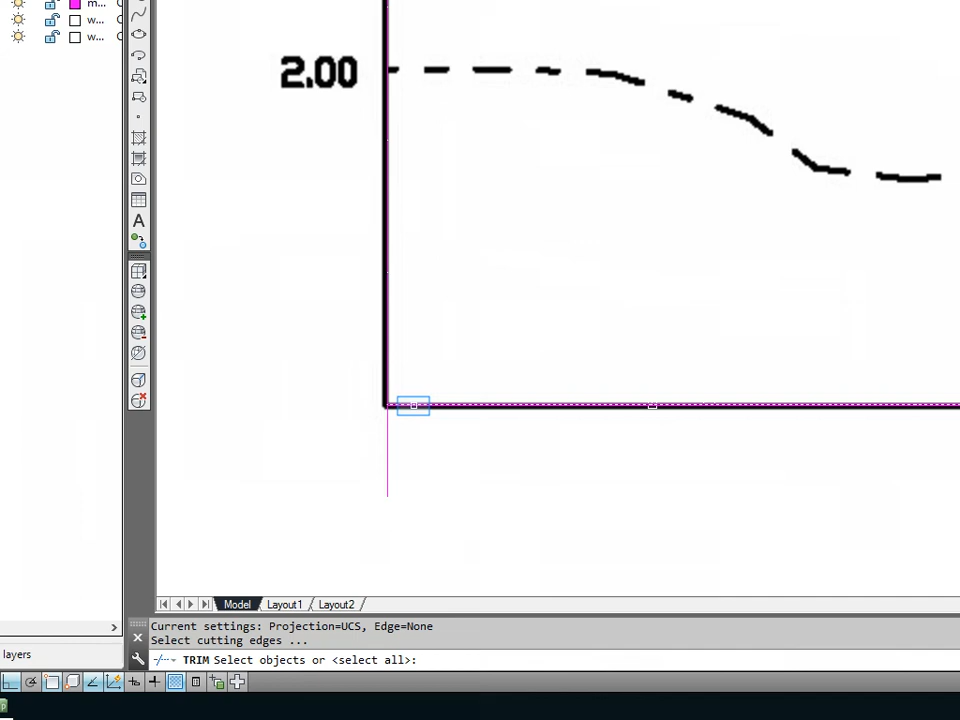 m...
w...
w...
2.00
A
Model Layout1 Layout2
Current settings: Projection=UCS, Edge=None
Select cutting edges ...
layers
TRIM Select objects or <select all>:
p